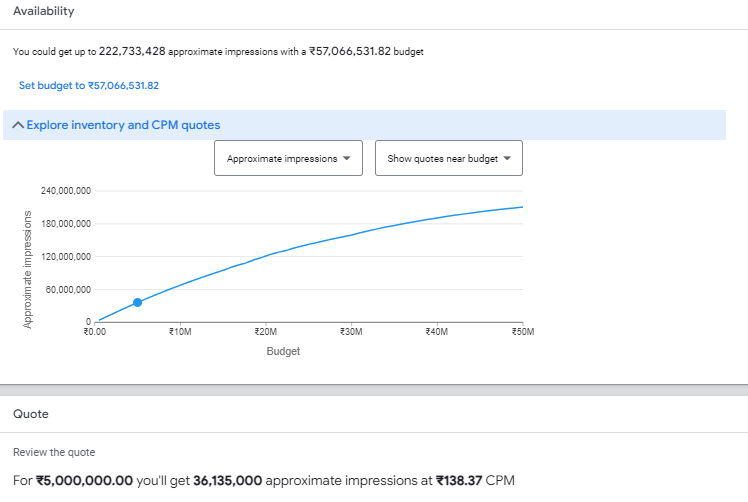 Availability
You could get up to 222,733,428 approximate impressions with a ₹57,066,531.82 budget
Set budget to ₹57,066,531.82
Explore inventory and CPM quotes
Approximate impressions
Show quotes near budget
Approximate impressions
240,000,000
180,000,000
120,000,000
60,000,000
0
₹0.00 ₹10M ₹20M ₹30M ₹40M ₹50M
Budget
Quote
Review the quote
For ₹5,000,000.00 you'll get 36,135,000 approximate impressions at ₹138.37 CPM